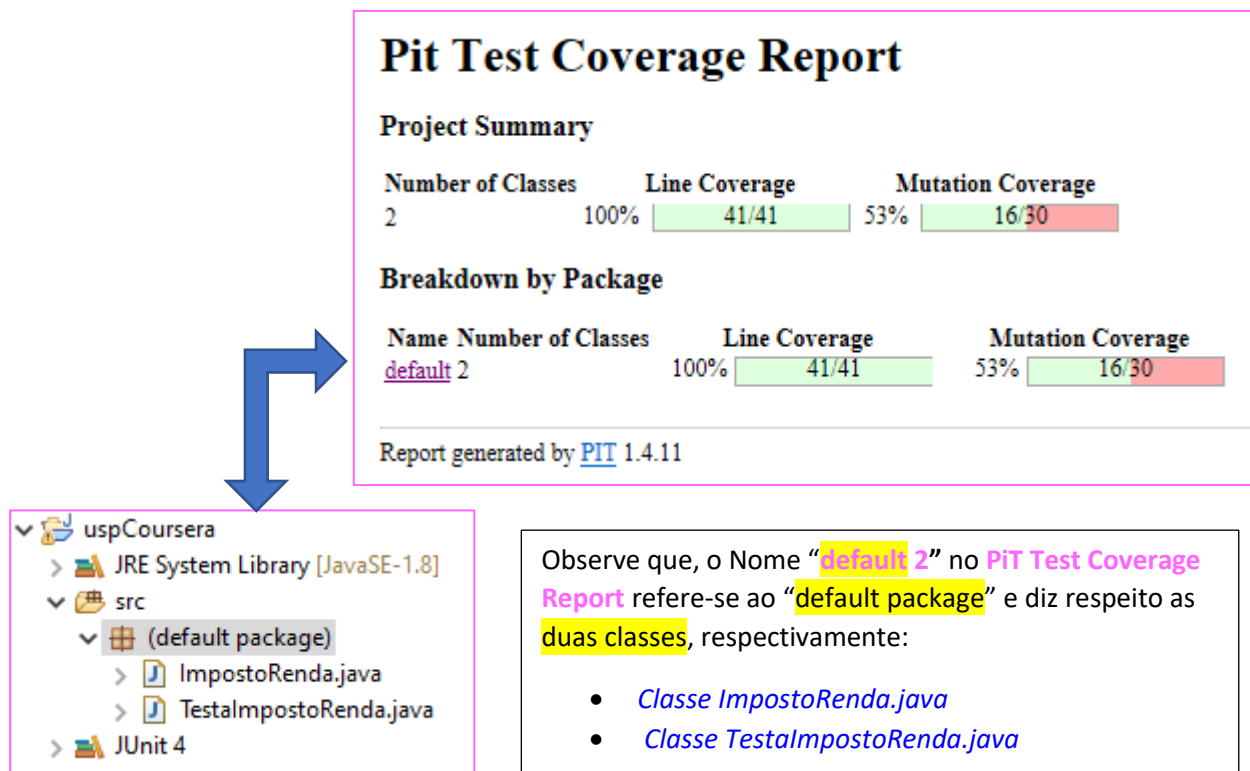 Pit Test Coverage Report
Project Summary
Number of Classes Line Coverage Mutation Coverage
2 100% 41/41 53% 16/30
Breakdown by Package
Name Number of Classes Line Coverage Mutation Coverage
default 2 100% 41/41 53% 16/30
Report generated by PIT 1.4.11
uspCoursera
JRE System Library [JavaSE-1.8]
src
(default package)
ImpostoRenda.java
TestaImpostoRenda.java
JUnit 4
Observe que, o Nome “default 2” no PiT Test Coverage
Report refere-se ao “default package” e diz respeito as
duas classes, respectivamente:
• Classe ImpostoRenda.java
• Classe TestaImpostoRenda.java